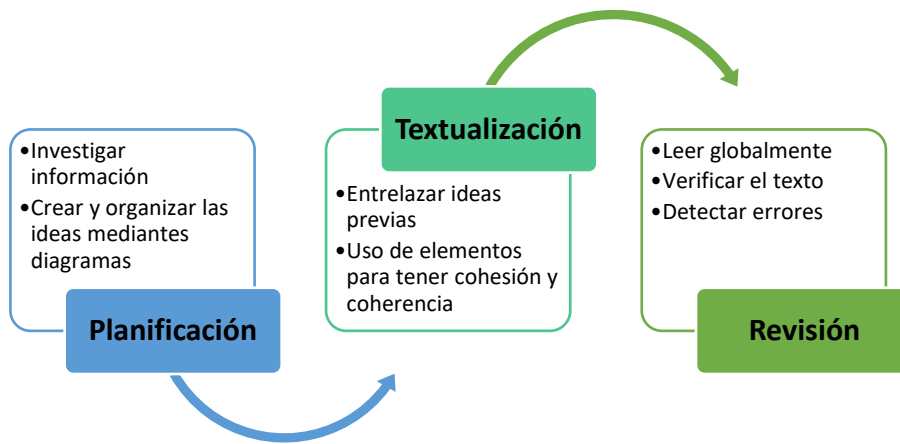 •Investigar
información
•Crear y organizar las
ideas mediantes
diagramas
Planificación
Textualización
•Entrelazar ideas
previas
•Uso de elementos
para tener cohesión y
coherencia
•Leer globalmente
•Verificar el texto
•Detectar errores
Revisión